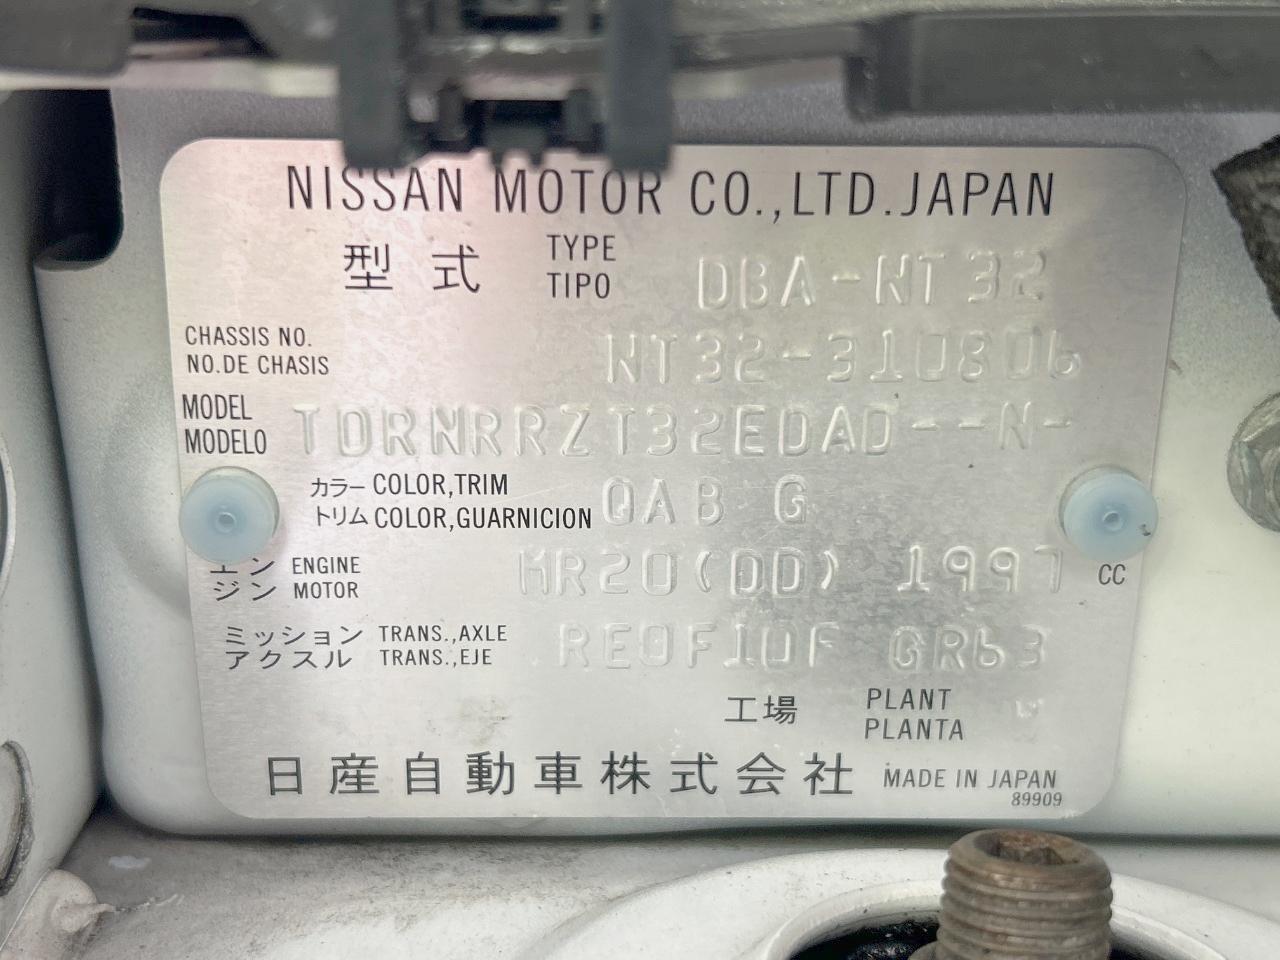 NISSAN MOTOR CO.,LTD.JAPAN
型式 TYPE TIPO DBA-NT32
CHASSIS NO.
NO.DE CHASIS NT32-310806
MODEL
MODELO TDRNRRZT32EDAD--N-
カラー COLOR,TRIM
トリム COLOR,GUARNICION QAB G
エン ENGINE
ジン MOTOR MR20(DD) 1997 CC
ミッション TRANS.,AXLE
アクスル TRANS.,EJE RE0F10F GR63
工場 PLANT
PLANTA
日産自動車株式会社 MADE IN JAPAN
89909